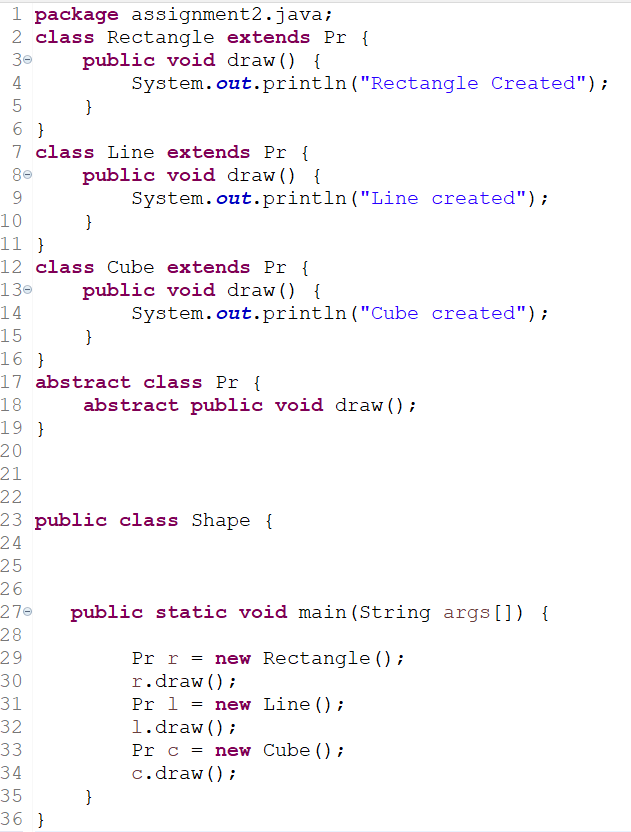 1 package assignment2.java;
2 class Rectangle extends Pr {
3 public void draw() {
4 System.out.println("Rectangle Created");
5 }
6 }
7 class Line extends Pr {
8 public void draw() {
9 System.out.println("Line created");
10 }
11 }
12 class Cube extends Pr {
13 public void draw() {
14 System.out.println("Cube created");
15 }
16 }
17 abstract class Pr {
18 abstract public void draw();
19 }
20
21
22
23 public class Shape {
24
25
26
27 public static void main(String args[]) {
28
29 Pr r = new Rectangle();
30 r.draw();
31 Pr l = new Line();
32 l.draw();
33 Pr c = new Cube();
34 c.draw();
35 }
36 }